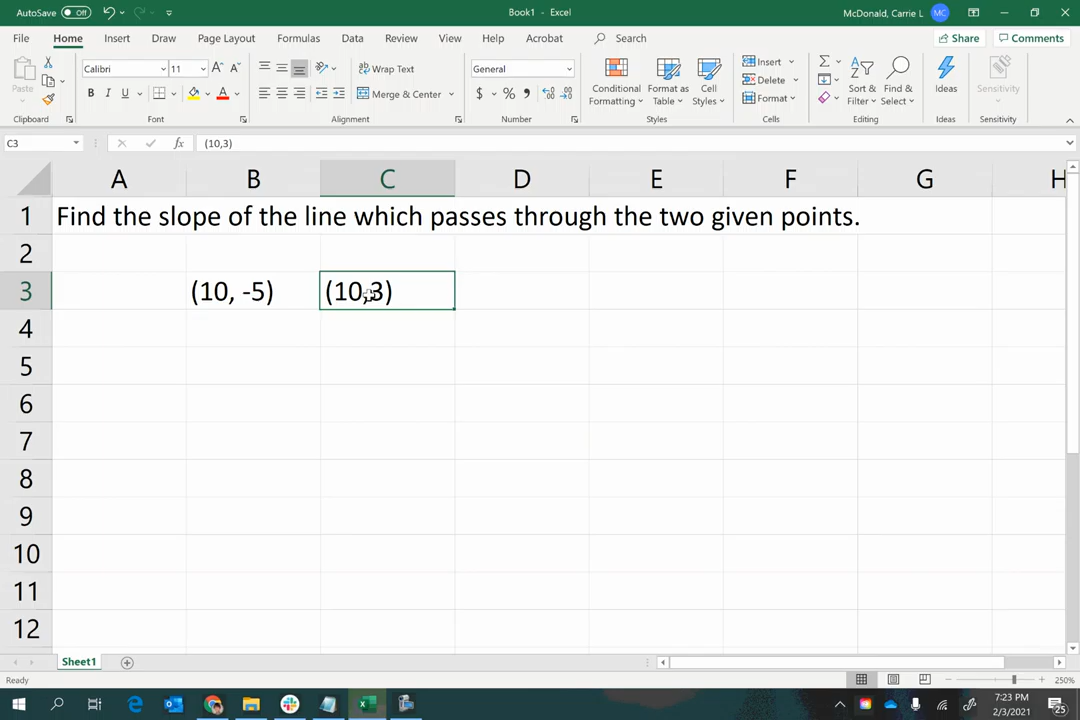 AutoSave Off Book1 - Excel McDonald, Carrie L MC
File Home Insert Draw Page Layout Formulas Data Review View Help Acrobat Search Share Comments
Paste Calibri 11 A A Wrap Text General Conditional Formatting Format as Table Cell Styles Insert Delete Format Sort & Filter Find & Select Ideas Sensitivity
B I U A Merge & Center $ % ,
Clipboard Font Alignment Number Styles Cells Editing Ideas Sensitivity
C3 fx (10,3)
A B C D E F G H
1 Find the slope of the line which passes through the two given points.
2
3 (10, -5) (10,3)
4
5
6
7
8
9
10
11
12
Sheet1
Ready 250%
7:23 PM
2/3/2021 25